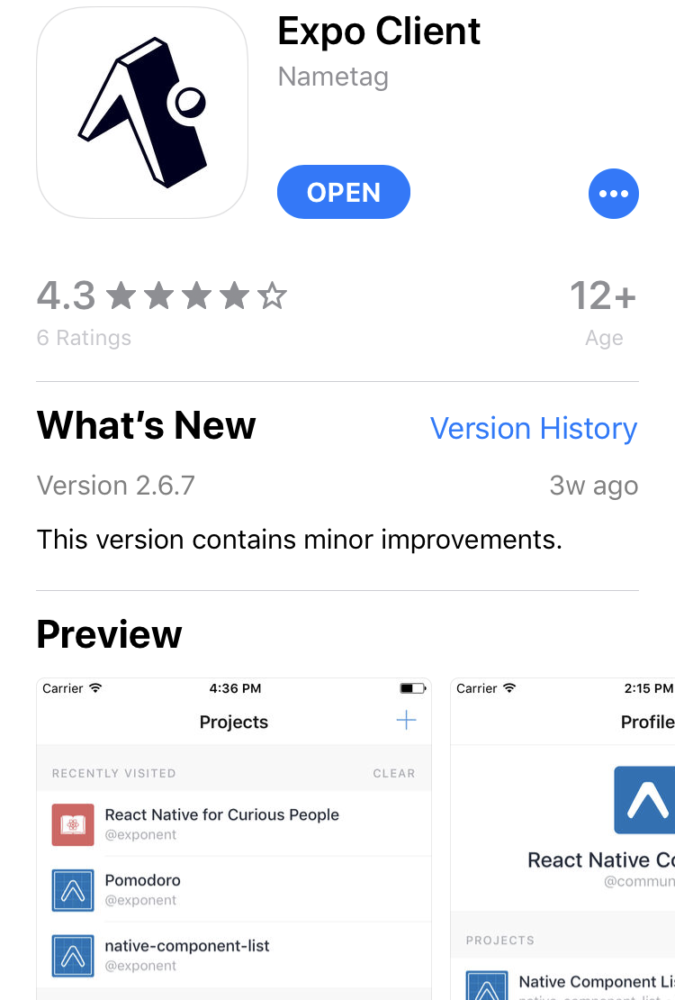 Expo Client
Nametag
OPEN
4.3
12+
6 Ratings
Age
What's New
Version History
Version 2.6.7
3w ago
This version contains minor improvements.
Preview
Carrier
4:36 PM
Projects
RECENTLY VISITED
CLEAR
React Native for Curious People
@exponent
Pomodoro
@exponent
native-component-list
@exponent
Carrier
2:15 PM
Profile
React Native Co
@commun
PROJECTS
Native Component Lis